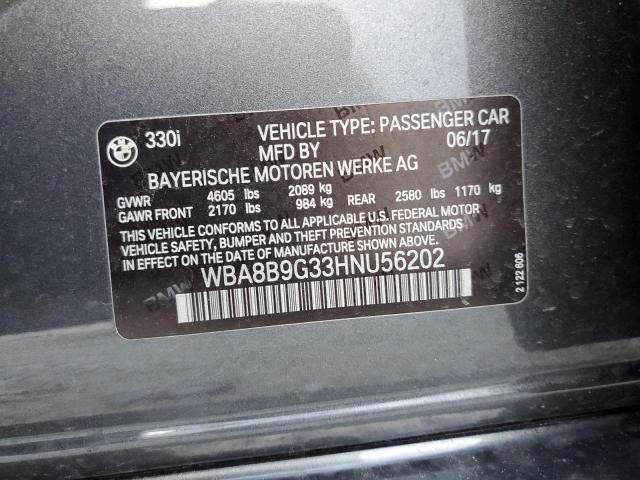 330i VEHICLE TYPE: PASSENGER CAR
MFD BY 06/17
BAYERISCHE MOTOREN WERKE AG
GVWR 4605 lbs 2089 kg
GAWR FRONT 2170 lbs 984 kg REAR 2580 lbs 1170 kg
THIS VEHICLE CONFORMS TO ALL APPLICABLE U.S. FEDERAL MOTOR
VEHICLE SAFETY, BUMPER AND THEFT PREVENTION STANDARDS
IN EFFECT ON THE DATE OF MANUFACTURE SHOWN ABOVE
WBA8B9G33HNU56202
2 122 606